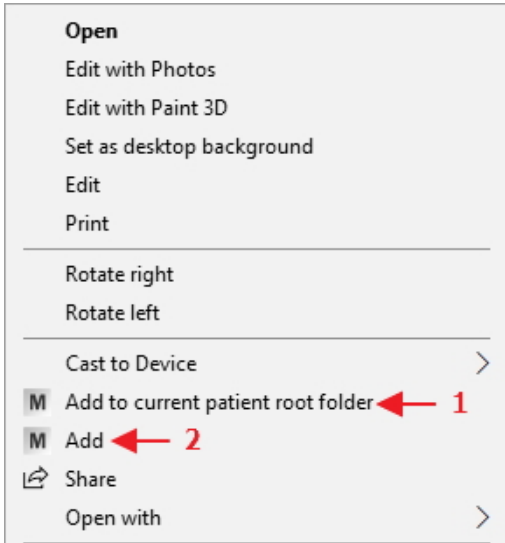 Open
Edit with Photos
Edit with Paint 3D
Set as desktop background
Edit
Print
Rotate right
Rotate left
Cast to Device
M Add to current patient root folder 1
M Add 2
Share
Open with